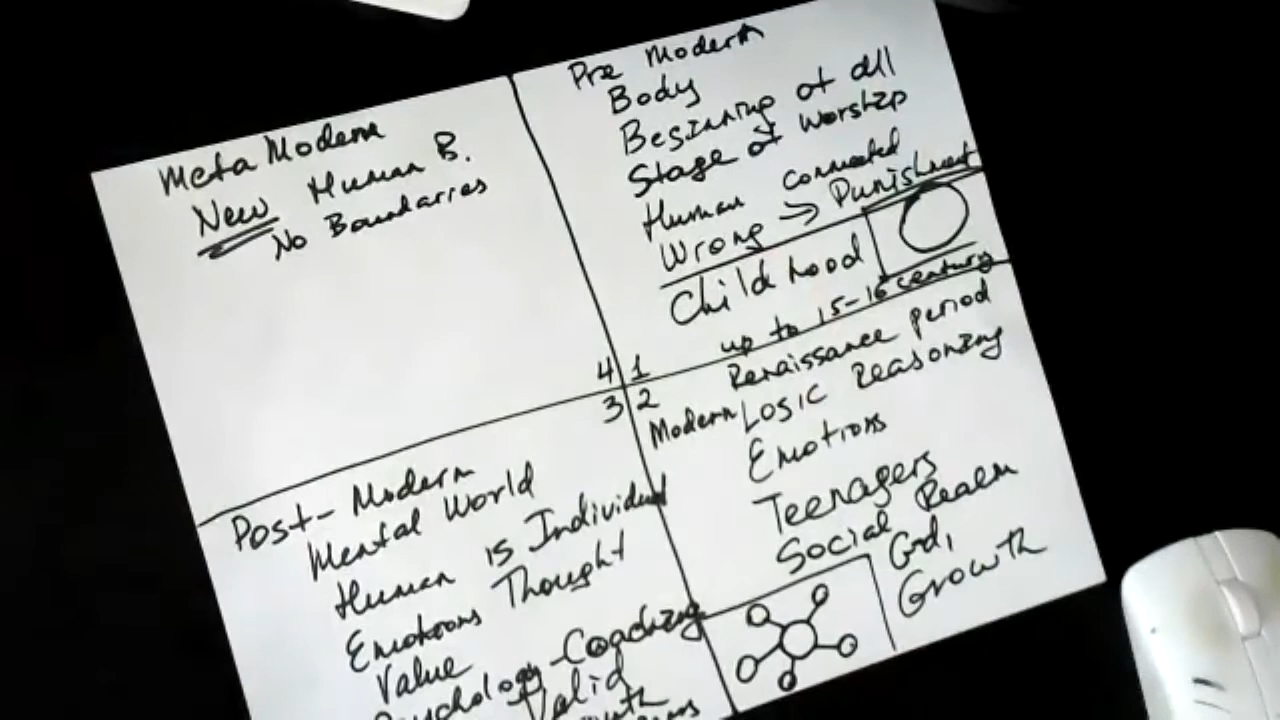 Pre Modern
Body
Beginning of all
Stage of worship
Human connected
Wrong → Punishment
Childhood
up to 15-16 century
1
2
Renaissance period
Modern Logic Reasoning
Emotions
Teenagers
Social Realm
God,
Growth
3
Post-Modern
Mental World
Human is Individual
Emotions Thought
Value
Psychology-Coaching
Valid
4
Meta Modern
New Human B.
No Boundaries